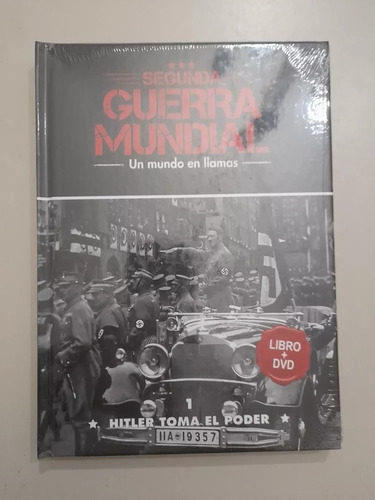 SEGUNDA
GUERRA
MUNDIAL
Un mundo en llamas
LIBRO
+
DVD
1
HITLER TOMA EL PODER
IIA-19357